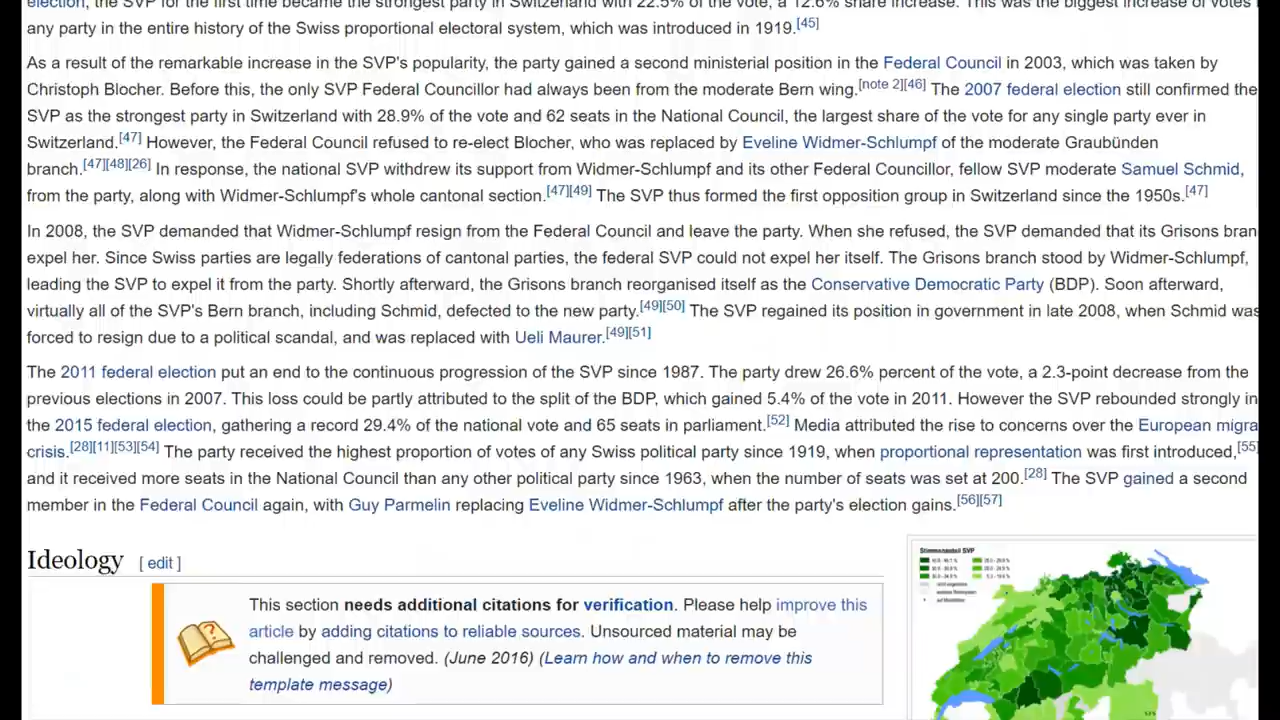 election, the SVP for the first time became the strongest party in Switzerland with 22.5% of the vote, a 12.6% share increase. This was the biggest increase of votes
any party in the entire history of the Swiss proportional electoral system, which was introduced in 1919.[45]
As a result of the remarkable increase in the SVP's popularity, the party gained a second ministerial position in the Federal Council in 2003, which was taken by
Christoph Blocher. Before this, the only SVP Federal Councillor had always been from the moderate Bern wing.[note 2][46] The 2007 federal election still confirmed the
SVP as the strongest party in Switzerland with 28.9% of the vote and 62 seats in the National Council, the largest share of the vote for any single party ever in
Switzerland.[47] However, the Federal Council refused to re-elect Blocher, who was replaced by Eveline Widmer-Schlumpf of the moderate Graubünden
branch.[47][48][26] In response, the national SVP withdrew its support from Widmer-Schlumpf and its other Federal Councillor, fellow SVP moderate Samuel Schmid,
from the party, along with Widmer-Schlumpf's whole cantonal section.[47][49] The SVP thus formed the first opposition group in Switzerland since the 1950s.[47]
In 2008, the SVP demanded that Widmer-Schlumpf resign from the Federal Council and leave the party. When she refused, the SVP demanded that its Grisons bran
expel her. Since Swiss parties are legally federations of cantonal parties, the federal SVP could not expel her itself. The Grisons branch stood by Widmer-Schlumpf,
leading the SVP to expel it from the party. Shortly afterward, the Grisons branch reorganised itself as the Conservative Democratic Party (BDP). Soon afterward,
virtually all of the SVP's Bern branch, including Schmid, defected to the new party.[49][50] The SVP regained its position in government in late 2008, when Schmid was
forced to resign due to a political scandal, and was replaced with Ueli Maurer.[49][51]
The 2011 federal election put an end to the continuous progression of the SVP since 1987. The party drew 26.6% percent of the vote, a 2.3-point decrease from the
previous elections in 2007. This loss could be partly attributed to the split of the BDP, which gained 5.4% of the vote in 2011. However the SVP rebounded strongly in
the 2015 federal election, gathering a record 29.4% of the national vote and 65 seats in parliament.[52] Media attributed the rise to concerns over the European migra
crisis.[28][11][53][54] The party received the highest proportion of votes of any Swiss political party since 1919, when proportional representation was first introduced,[55]
and it received more seats in the National Council than any other political party since 1963, when the number of seats was set at 200.[28] The SVP gained a second
member in the Federal Council again, with Guy Parmelin replacing Eveline Widmer-Schlumpf after the party's election gains.[56][57]
Ideology [ edit ]
This section needs additional citations for verification. Please help improve this
article by adding citations to reliable sources. Unsourced material may be
challenged and removed. (June 2016) (Learn how and when to remove this
template message)
Stimmenanteil SVP